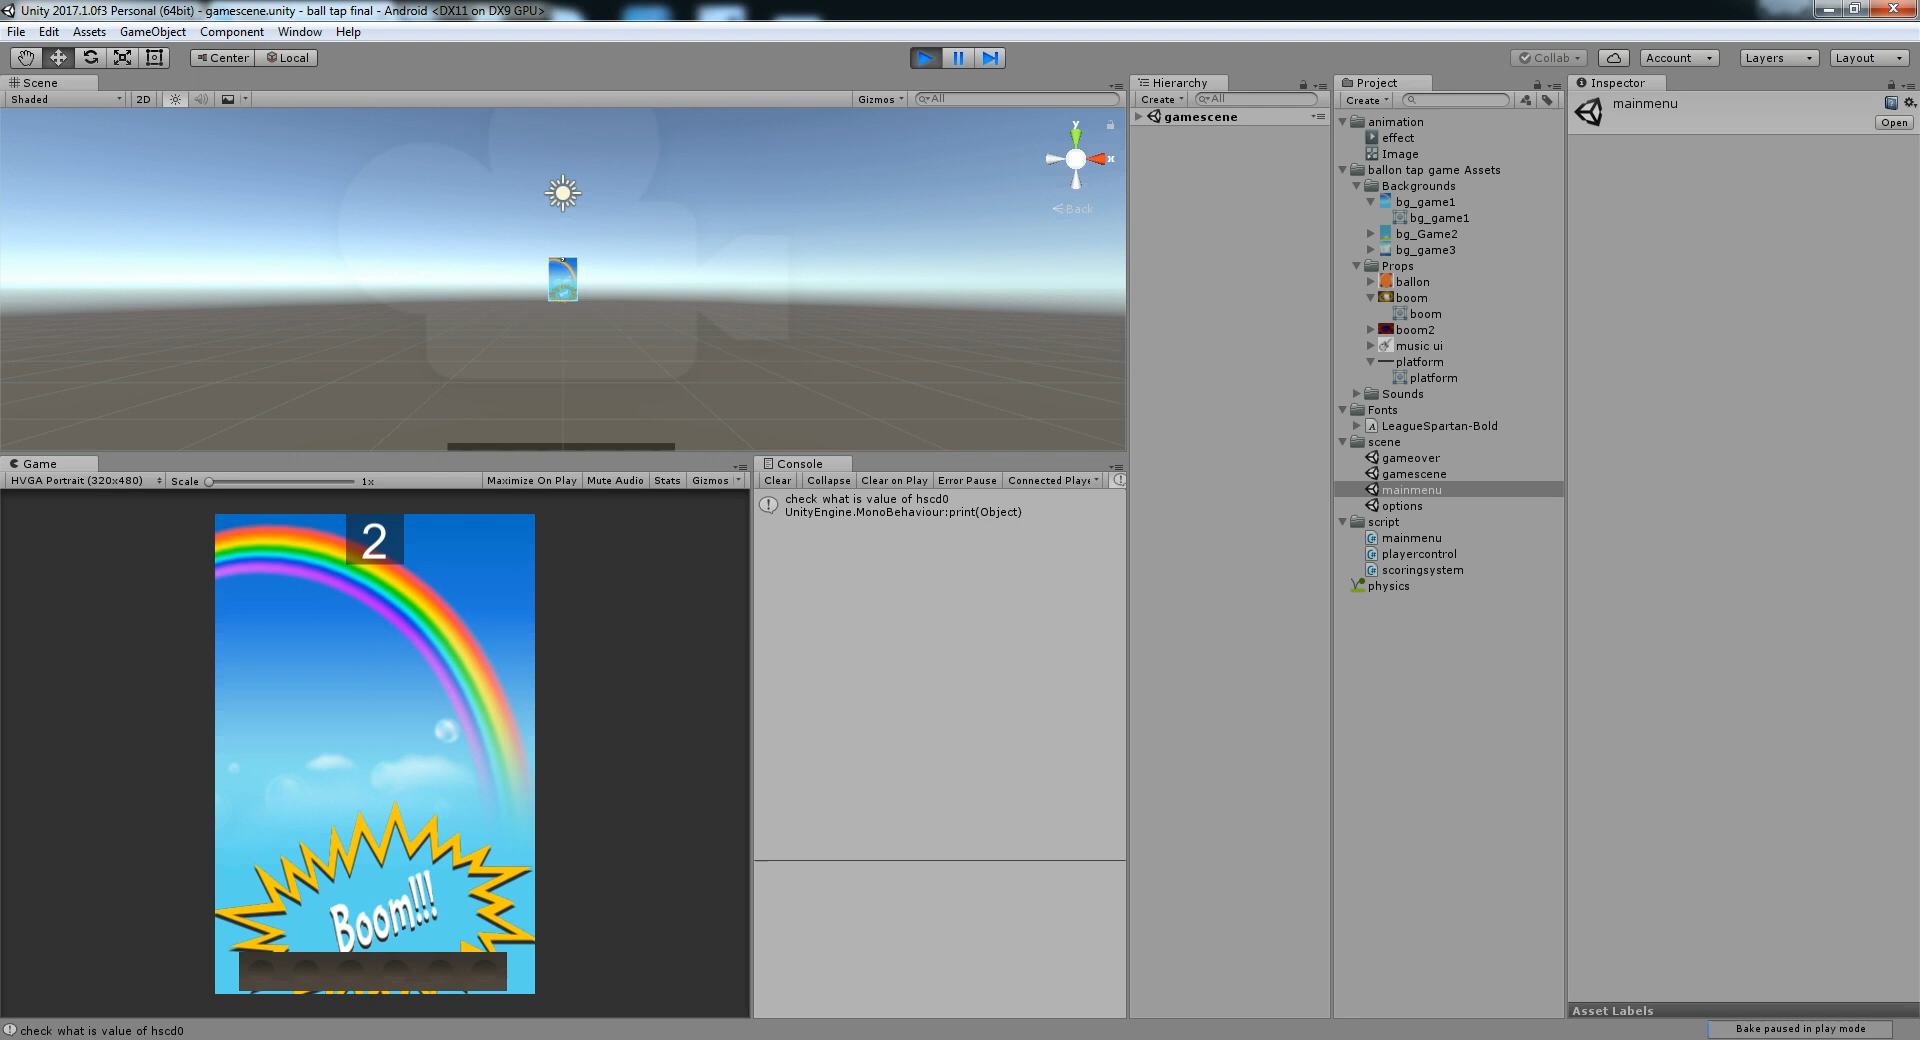 Unity 2017.1.0f3 Personal (64bit) - gamescene.unity - ball tap final - Android <DX11 on DX9 GPU>
File Edit Assets GameObject Component Window Help
Center Local Collab Account Layers Layout
Scene
Shaded 2D Gizmos All
y
x
Back
Game
HVGA Portrait (320x480) Scale 1x Maximize On Play Mute Audio Stats Gizmos
2
Boom!!!
Console
Clear Collapse Clear on Play Error Pause Connected Playe
check what is value of hscd0
UnityEngine.MonoBehaviour:print(Object)
Hierarchy
Create All
gamescene
Project
Create
animation
effect
Image
ballon tap game Assets
Backgrounds
bg_game1
bg_game1
bg_Game2
bg_game3
Props
ballon
boom
boom
boom2
music ui
platform
platform
Sounds
Fonts
LeagueSpartan-Bold
scene
gameover
gamescene
mainmenu
options
script
mainmenu
playercontrol
scoringsystem
physics
Inspector
mainmenu
Open
Asset Labels
check what is value of hscd0
Bake paused in play mode